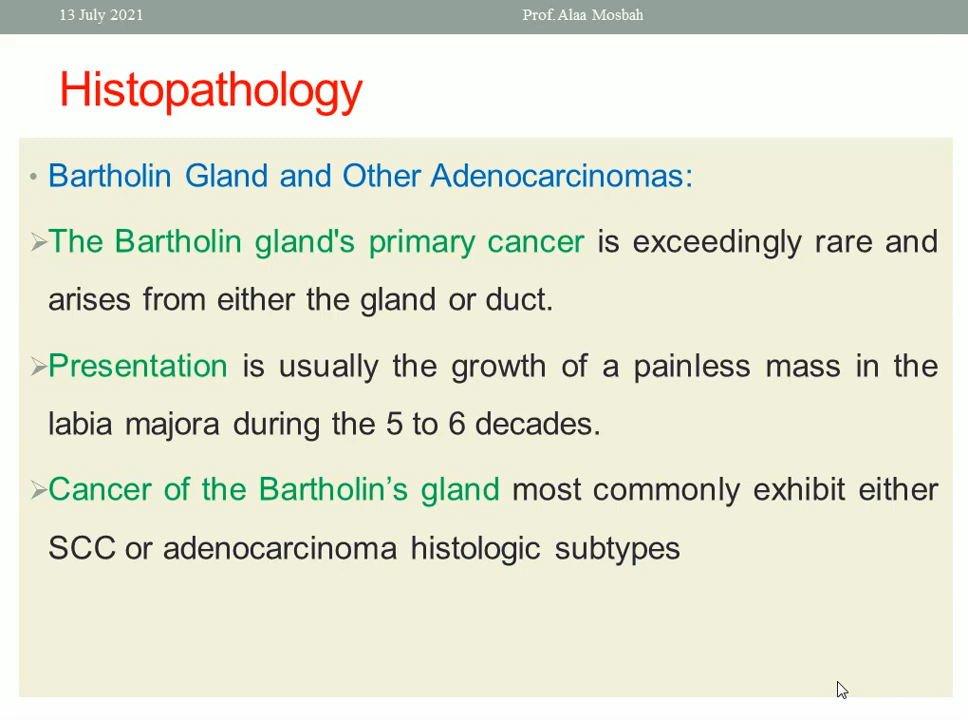 13 July 2021
Prof. Alaa Mosbah
Histopathology
• Bartholin Gland and Other Adenocarcinomas:
➢The Bartholin gland's primary cancer is exceedingly rare and
arises from either the gland or duct.
➢Presentation is usually the growth of a painless mass in the
labia majora during the 5 to 6 decades.
➢Cancer of the Bartholin’s gland most commonly exhibit either
SCC or adenocarcinoma histologic subtypes